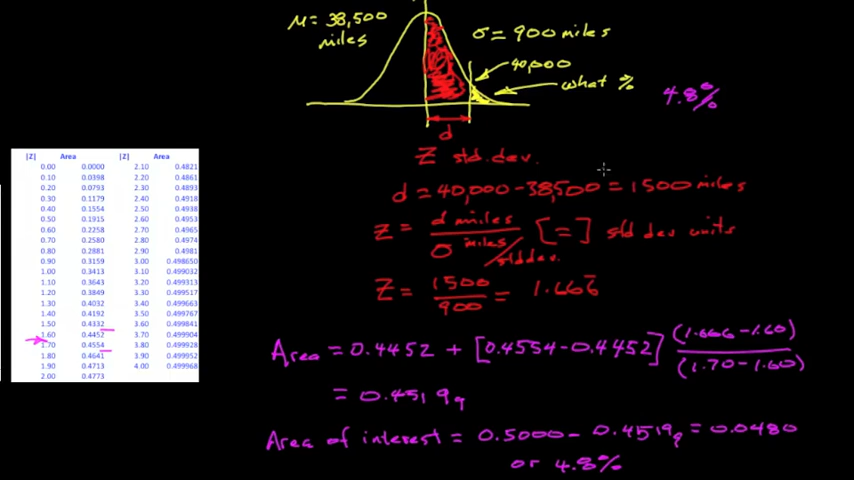 μ = 38,500
miles
σ = 900 miles
40,000
what %
4.8%
d
Z std. dev.
d = 40,000 - 38,500 = 1500 miles
Z = d miles / σ miles/std dev. [=] std dev units
Z = 1500 / 900 = 1.666
Area = 0.4452 + [0.4554 - 0.4452] (1.666 - 1.60) / (1.70 - 1.60)
= 0.45199
Area of interest = 0.5000 - 0.45199 = 0.0480
or 4.8%
|Z| Area |Z| Area
0.00 0.0000 2.10 0.4821
0.10 0.0398 2.20 0.4861
0.20 0.0793 2.30 0.4893
0.30 0.1179 2.40 0.4918
0.40 0.1554 2.50 0.4938
0.50 0.1915 2.60 0.4953
0.60 0.2258 2.70 0.4965
0.70 0.2580 2.80 0.4974
0.80 0.2881 2.90 0.4981
0.90 0.3159 3.00 0.498650
1.00 0.3413 3.10 0.499032
1.10 0.3643 3.20 0.499313
1.20 0.3849 3.30 0.499517
1.30 0.4032 3.40 0.499663
1.40 0.4192 3.50 0.499767
1.50 0.4332 3.60 0.499841
1.60 0.4452 3.70 0.499904
1.70 0.4554 3.80 0.499928
1.80 0.4641 3.90 0.499952
1.90 0.4713 4.00 0.499968
2.00 0.4773